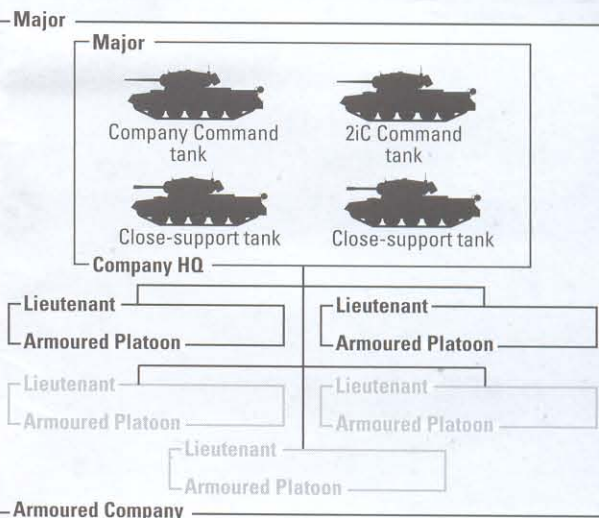 Major
Major
Company Command
tank
2iC Command
tank
Close-support tank
Close-support tank
Company HQ
Lieutenant
Armoured Platoon
Lieutenant
Armoured Platoon
Lieutenant
Armoured Platoon
Lieutenant
Armoured Platoon
Lieutenant
Armoured Platoon
Armoured Company